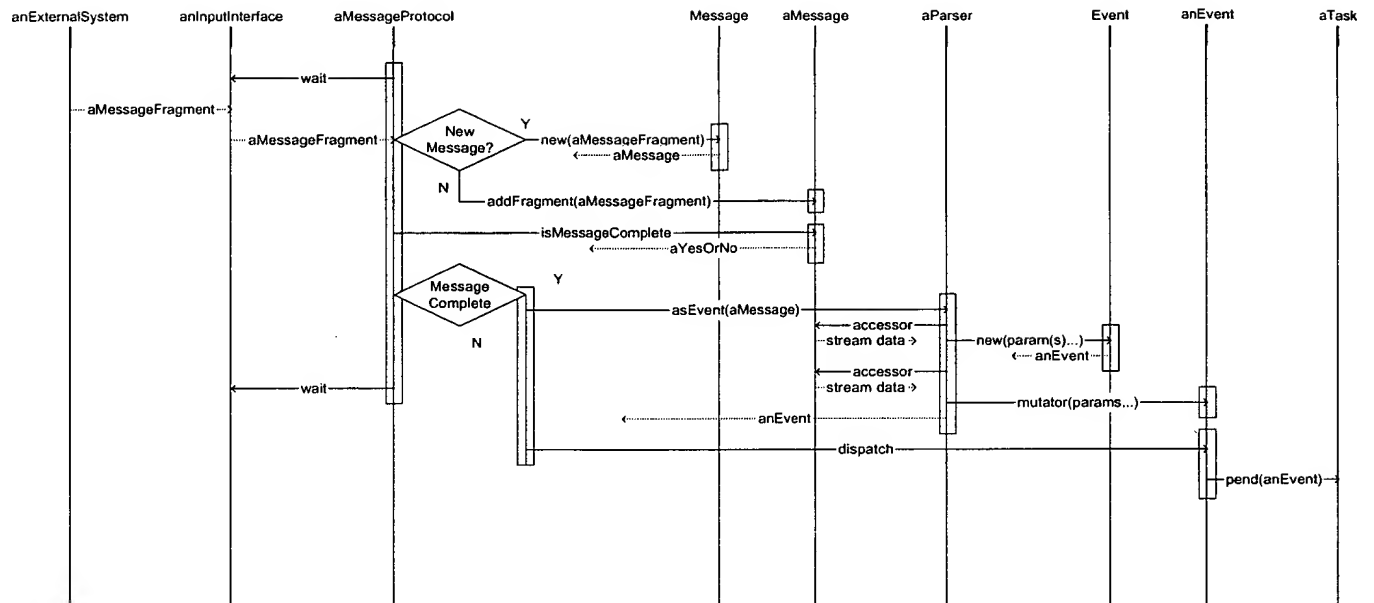 anExternalSystem anInputInterface aMessageProtocol Message aMessage aParser Event anEvent aTask
wait
aMessageFragment
aMessageFragment
New
Message?
Y
new(aMessageFragment)
aMessage
N
addFragment(aMessageFragment)
isMessageComplete
aYesOrNo
Message
Complete
Y
N
asEvent(aMessage)
accessor
stream data
new(param(s)...)
anEvent
accessor
stream data
wait
mutator(params...)
anEvent
dispatch
pend(anEvent)